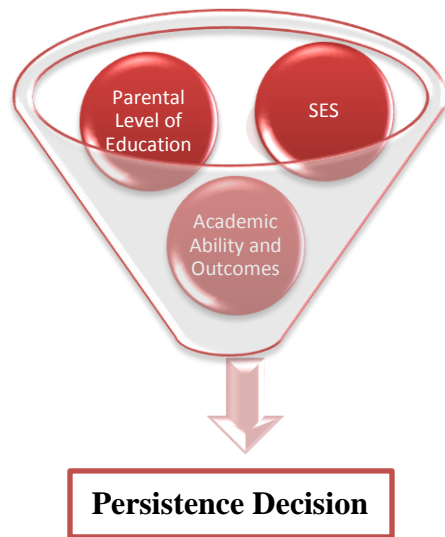 Parental
Level of
Education
SES
Academic
Ability and
Outcomes
Persistence Decision